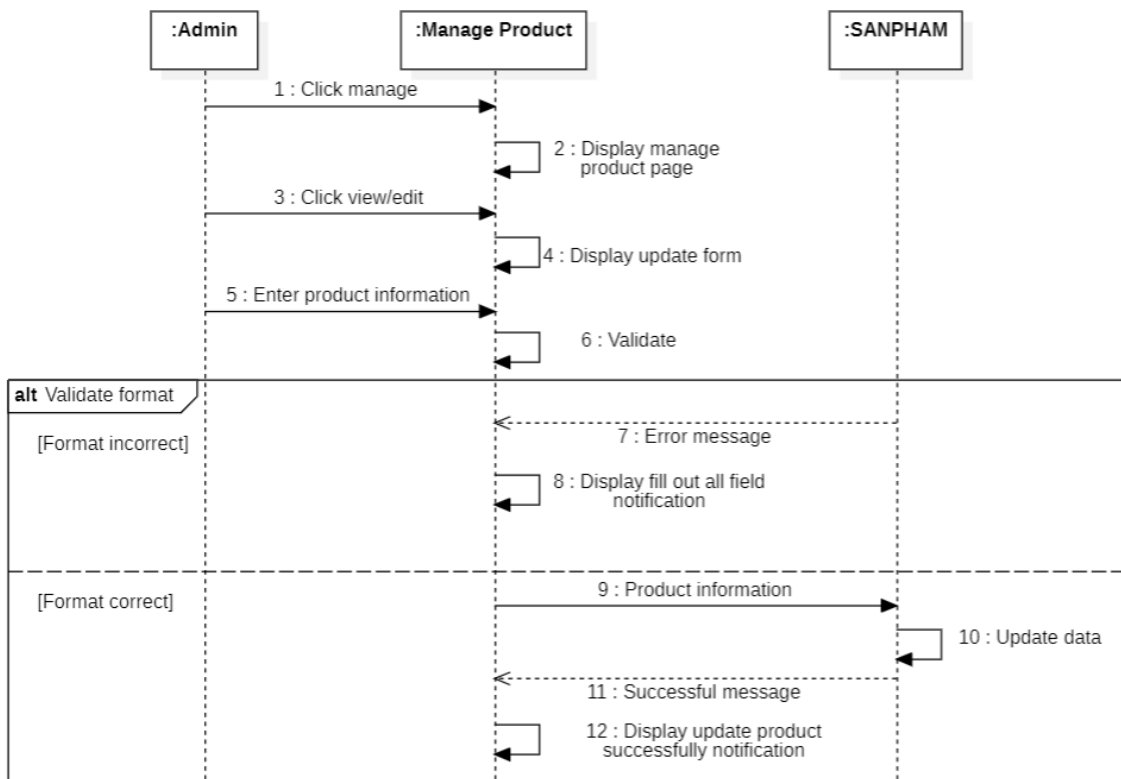 :Admin
:Manage Product
:SANPHAM
1 : Click manage
2 : Display manage
product page
3 : Click view/edit
4 : Display update form
5 : Enter product information
6 : Validate
alt Validate format
[Format incorrect]
7 : Error message
8 : Display fill out all field
notification
[Format correct]
9 : Product information
10 : Update data
11 : Successful message
12 : Display update product
successfully notification